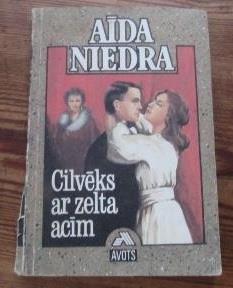 AĪDA
NIEDRA
Cilvēks
ar zelta
acīm
AVOTS